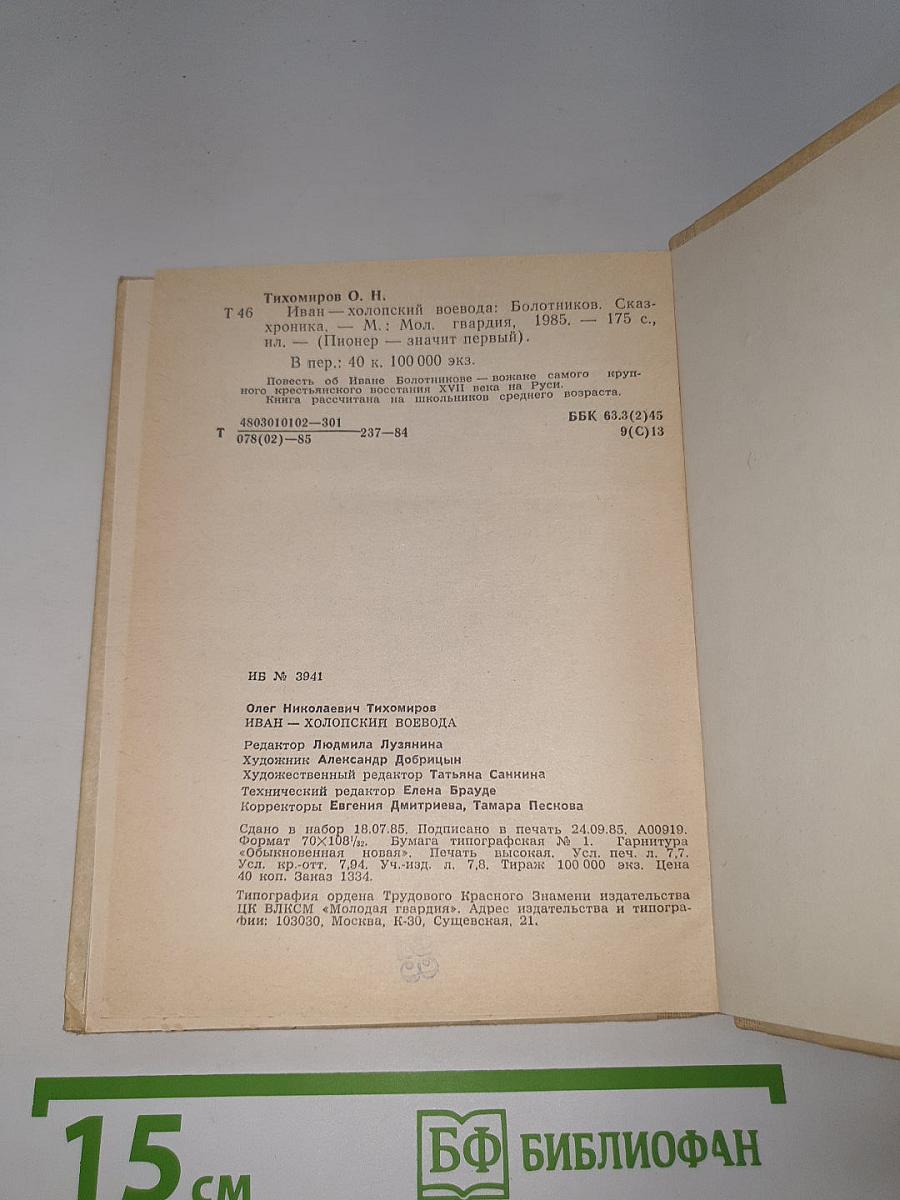 Тихомиров О. Н.
Т 46 Иван — холопский воевода: Болотников. Сказ-
хроника. — М.: Мол. гвардия, 1985. — 175 с.,
ил. — (Пионер — значит первый).
В пер.: 40 к. 100 000 экз.
Повесть об Иване Болотникове — вожаке самого круп-
ного крестьянского восстания XVII века на Руси.
Книга рассчитана на школьников среднего возраста.
Т 4803010102—301
078(02)—85
237—84
ББК 63.3(2)45
9(С)13
ИБ № 3941
Олег Николаевич Тихомиров
ИВАН — ХОЛОПСКИЙ ВОЕВОДА
Редактор Людмила Лузянина
Художник Александр Добрицын
Художественный редактор Татьяна Санкина
Технический редактор Елена Брауде
Корректоры Евгения Дмитриева, Тамара Пескова
Сдано в набор 18.07.85. Подписано в печать 24.09.85. А00919.
Формат 70×108¹/₃₂. Бумага типографская № 1. Гарнитура
«Обыкновенная новая». Печать высокая. Усл. печ. л. 7,7.
Усл. кр.-отт. 7,94. Уч.-изд. л. 7,8. Тираж 100 000 экз. Цена
40 коп. Заказ 1334.
Типография ордена Трудового Красного Знамени издательства
ЦК ВЛКСМ «Молодая гвардия». Адрес издательства и типогра-
фии: 103030, Москва, К-30, Сущевская, 21.
15 см
БФ БИБЛИОФАН